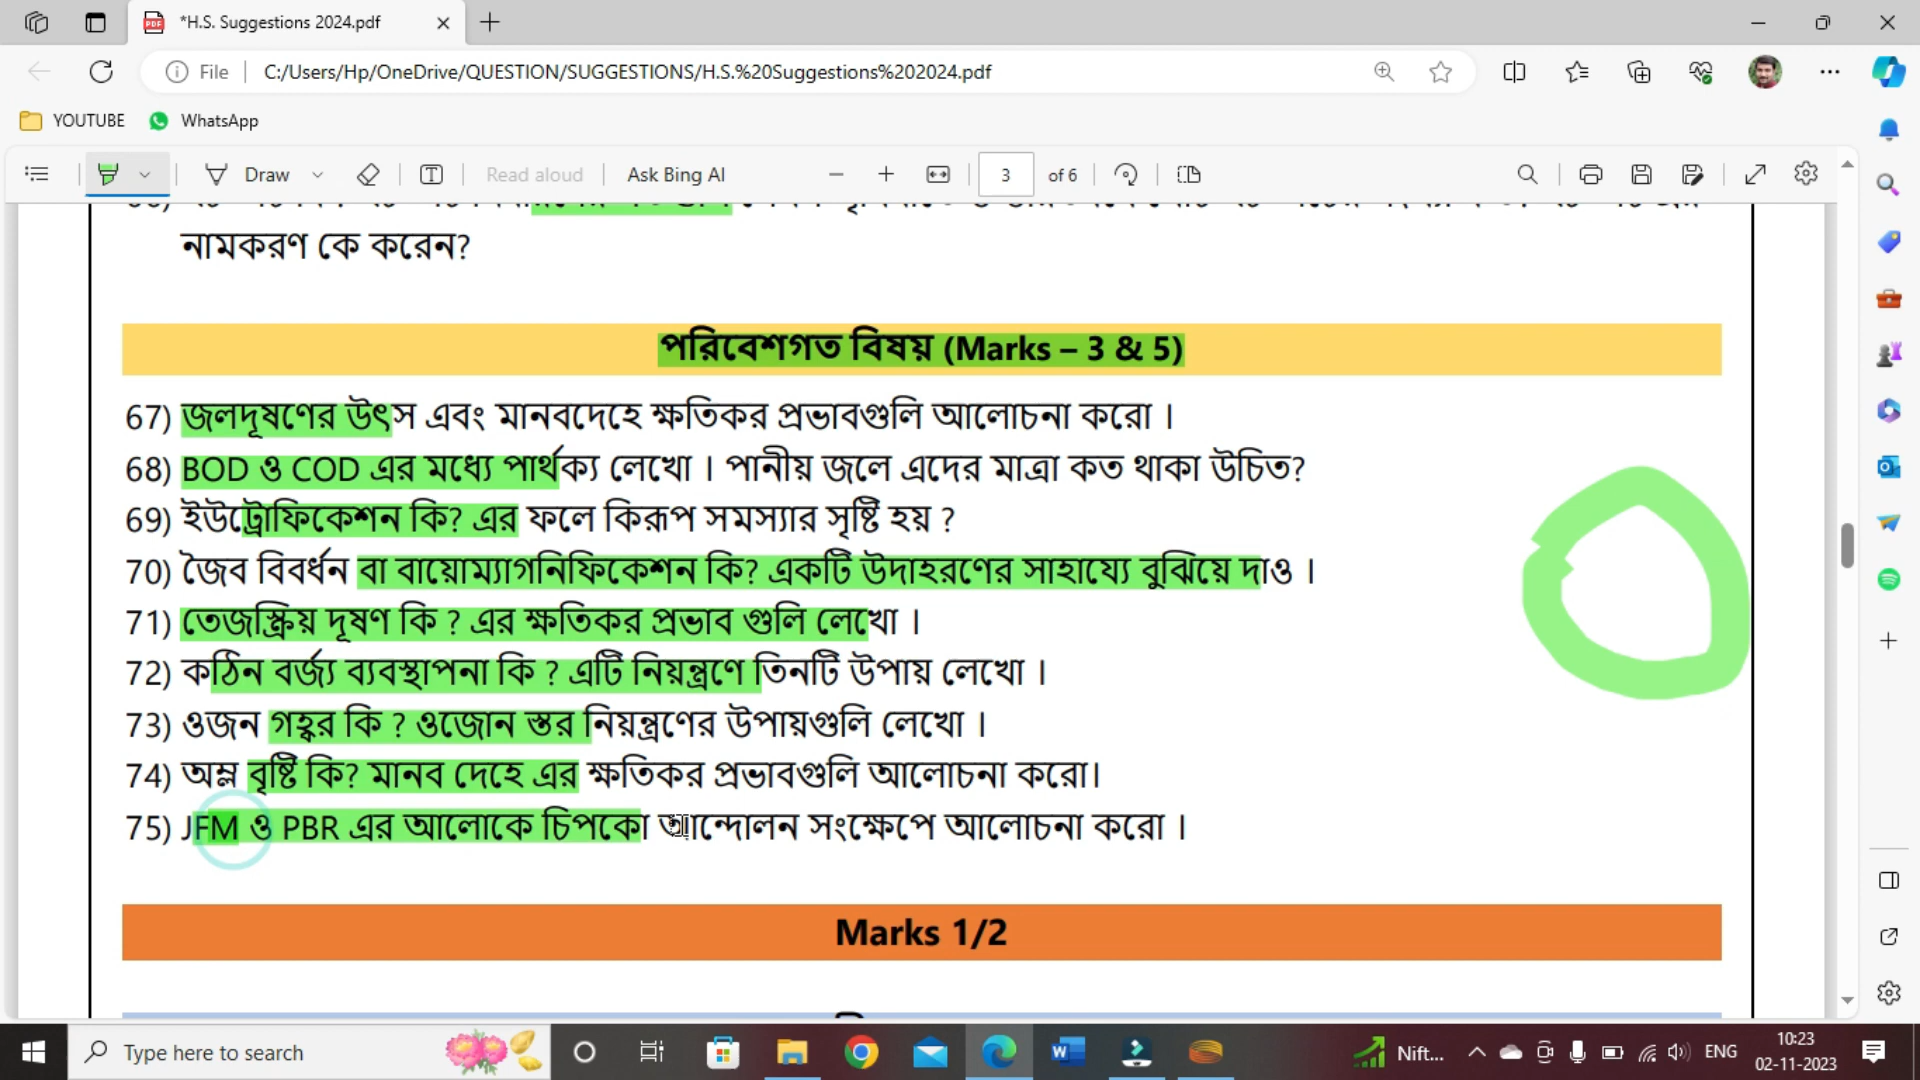 *H.S. Suggestions 2024.pdf
File
C:/Users/Hp/OneDrive/QUESTION/SUGGESTIONS/H.S.%20Suggestions%202024.pdf
YOUTUBE
WhatsApp
Draw
Read aloud
Ask Bing AI
3
of 6
নামকরণ কে করেন?
পরিবেশগত বিষয় (Marks – 3 & 5)
67) জলদূষণের উৎস এবং মানবদেহে ক্ষতিকর প্রভাবগুলি আলোচনা করো ।
68) BOD ও COD এর মধ্যে পার্থক্য লেখো । পানীয় জলে এদের মাত্রা কত থাকা উচিত?
69) ইউট্রোফিকেশন কি? এর ফলে কিরূপ সমস্যার সৃষ্টি হয় ?
70) জৈব বিবর্ধন বা বায়োম্যাগনিফিকেশন কি? একটি উদাহরণের সাহায্যে বুঝিয়ে দাও ।
71) তেজস্ক্রিয় দূষণ কি ? এর ক্ষতিকর প্রভাব গুলি লেখো ।
72) কঠিন বর্জ্য ব্যবস্থাপনা কি ? এটি নিয়ন্ত্রণে তিনটি উপায় লেখো ।
73) ওজন গহ্বর কি ? ওজোন স্তর নিয়ন্ত্রণের উপায়গুলি লেখো ।
74) অম্ল বৃষ্টি কি? মানব দেহে এর ক্ষতিকর প্রভাবগুলি আলোচনা করো।
75) JFM ও PBR এর আলোকে চিপকো আন্দোলন সংক্ষেপে আলোচনা করো ।
Marks 1/2
Type here to search
Nift...
ENG
10:23
02-11-2023